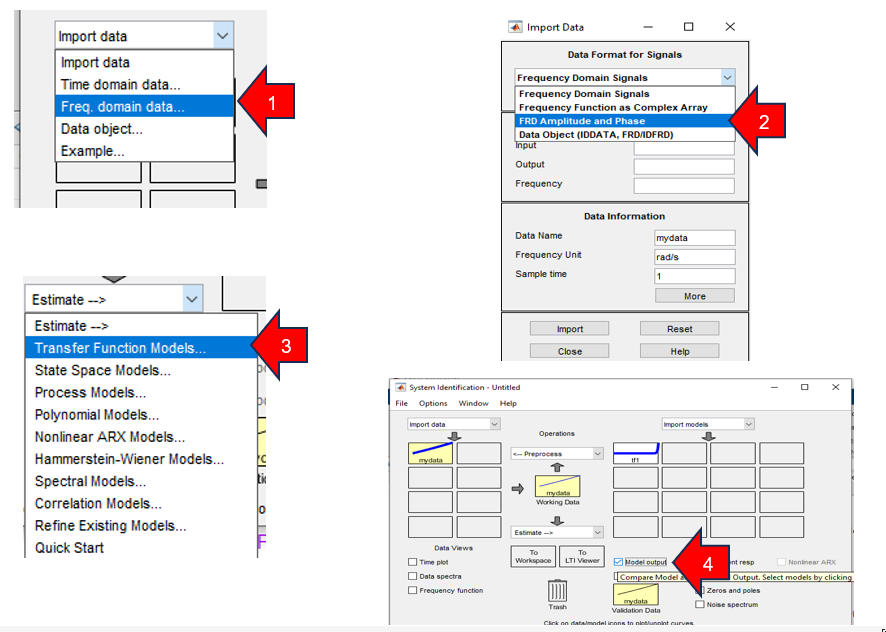 Import data
Import data
Time domain data...
Freq. domain data...
Data object...
Example...
1
Import Data
Data Format for Signals
Frequency Domain Signals
Frequency Domain Signals
Frequency Function as Complex Array
FRD Amplitude and Phase
Data Object (IDDATA, FRD/IDFRD)
2
Input
Output
Frequency
Data Information
Data Name
mydata
Frequency Unit
rad/s
Sample time
1
More
Import
Reset
Close
Help
Estimate -->
Estimate -->
Transfer Function Models...
State Space Models...
Process Models...
Polynomial Models...
Nonlinear ARX Models...
Hammerstein-Wiener Models...
Spectral Models...
Correlation Models...
Refine Existing Models...
Quick Start
3
System Identification - Untitled
File Options Window Help
Import data
Import models
Operations
<-- Preprocess
mydata
tf1
mydata
Working Data
Estimate -->
Data Views
To
Workspace
To
LTI Viewer
Time plot
Data spectra
Frequency function
Model output
resp
Nonlinear ARX
4
Compare Model
Output. Select models by clicking
Zeros and poles
Noise spectrum
Trash
mydata
Validation Data
Click on data/model icons to plot/unplot curves.